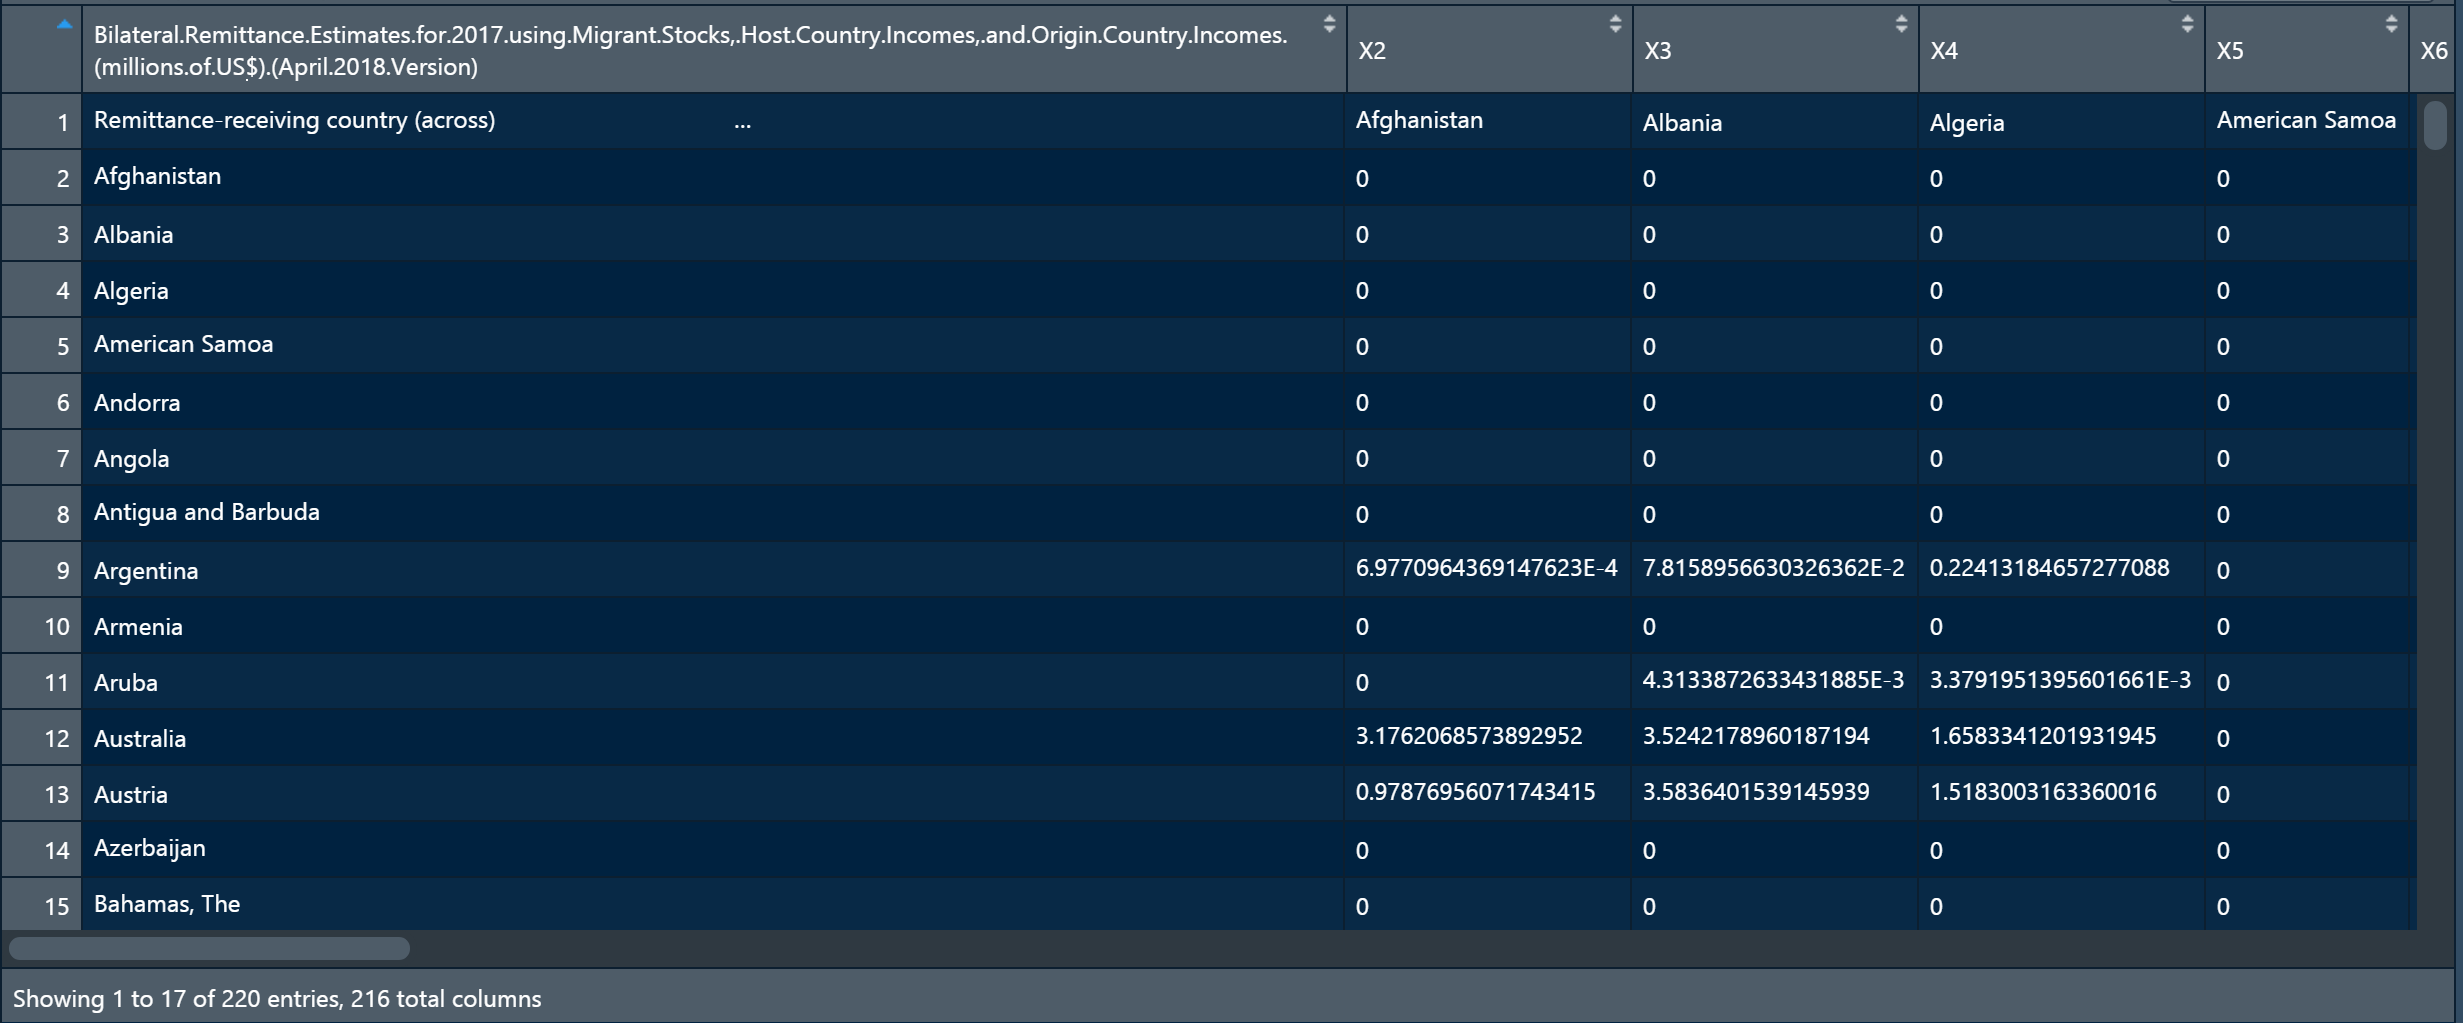 Bilateral.Remittance.Estimates.for.2017.using.Migrant.Stocks,.Host.Country.Incomes,.and.Origin.Country.Incomes.
(millions.of.US$).(April.2018.Version) X2 X3 X4 X5 X6
1 Remittance-receiving country (across) ... Afghanistan Albania Algeria American Samoa
2 Afghanistan 0 0 0 0
3 Albania 0 0 0 0
4 Algeria 0 0 0 0
5 American Samoa 0 0 0 0
6 Andorra 0 0 0 0
7 Angola 0 0 0 0
8 Antigua and Barbuda 0 0 0 0
9 Argentina 6.9770964369147623E-4 7.8158956630326362E-2 0.22413184657277088 0
10 Armenia 0 0 0 0
11 Aruba 0 4.3133872633431885E-3 3.3791951395601661E-3 0
12 Australia 3.1762068573892952 3.5242178960187194 1.6583341201931945 0
13 Austria 0.97876956071743415 3.5836401539145939 1.5183003163360016 0
14 Azerbaijan 0 0 0 0
15 Bahamas, The 0 0 0 0
Showing 1 to 17 of 220 entries, 216 total columns